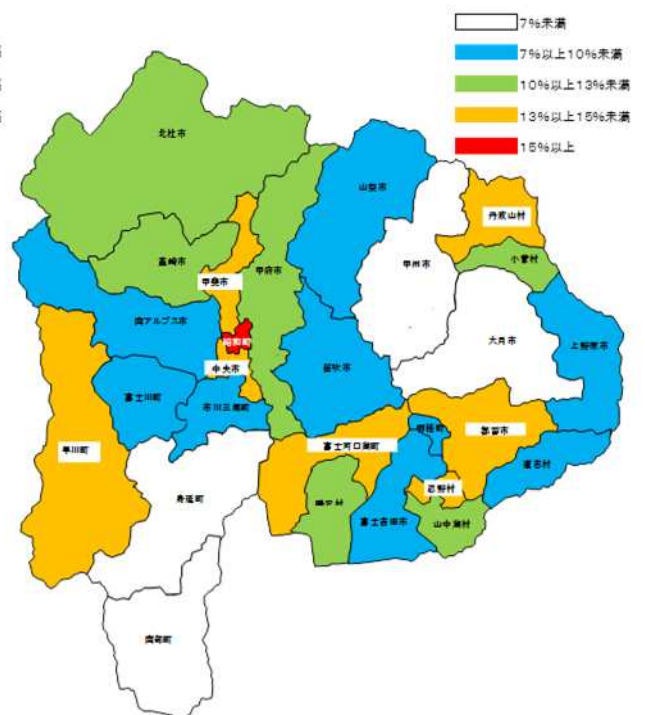 7%未満
7%以上10%未満
10%以上13%未満
13%以上15%未満
15%以上
北杜市
山梨市
丹波山村
韮崎市
甲府市
甲州市
小菅村
甲斐市
南アルプス市
昭和町
大月市
上野原市
中央市
笛吹市
富士川町
市川三郷町
早川町
富士河口湖町
西桂町
都留市
道志村
身延町
鳴沢村
忍野村
富士吉田市
山中湖村
南部町